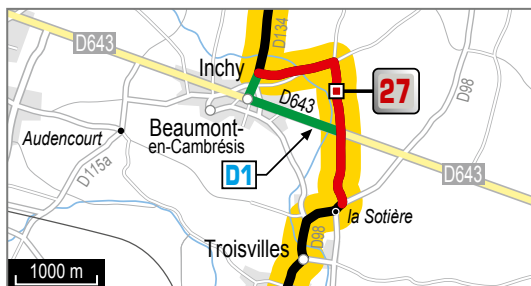 D643
D134
Inchy
D98
D643
27
Beaumont-
en-Cambrésis
Audencourt
D115a
D1
D643
la Sotière
Troisvilles
D98
1000 m